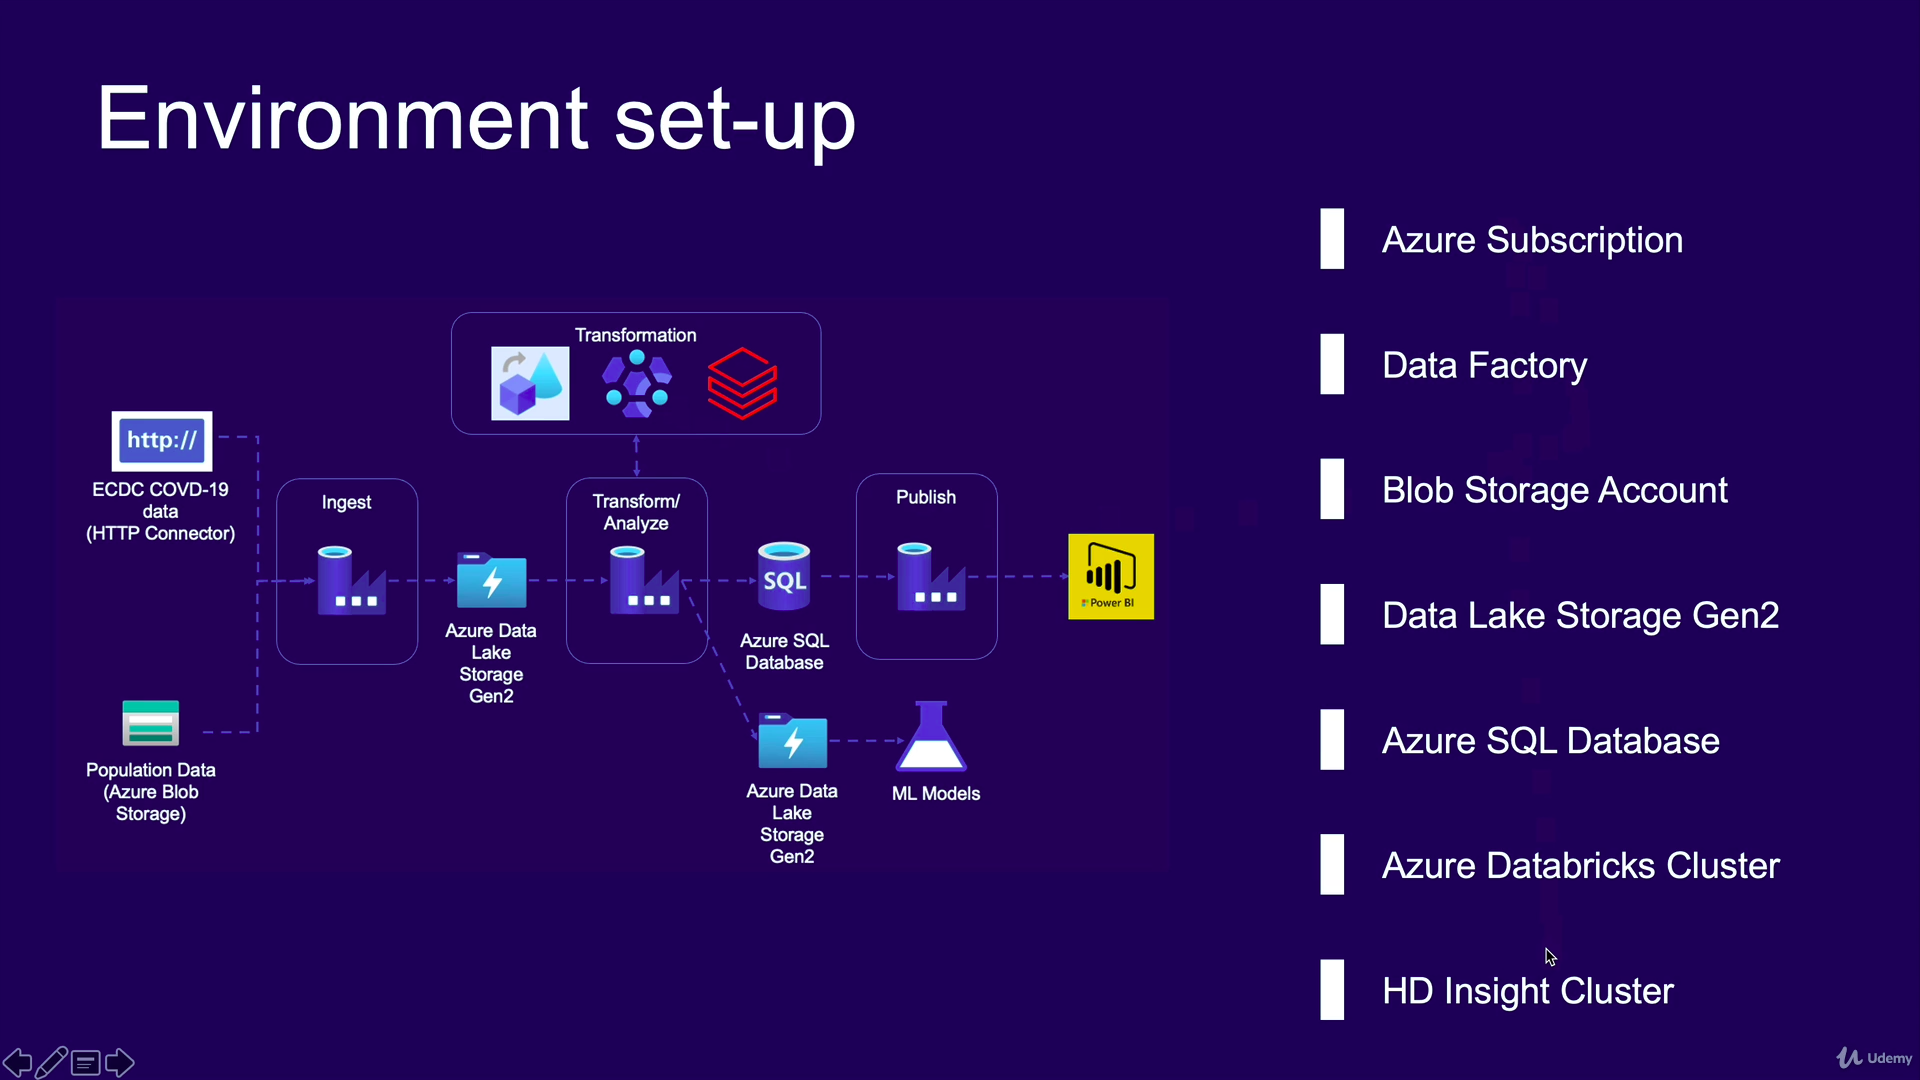 Environment set-up
Transformation
http://
ECDC COVD-19
data
(HTTP Connector)
Ingest
Transform/
Analyze
Publish
SQL
Power BI
Azure Data
Lake
Storage
Gen2
Azure SQL
Database
Population Data
(Azure Blob
Storage)
Azure Data
Lake
Storage
Gen2
ML Models
Azure Subscription
Data Factory
Blob Storage Account
Data Lake Storage Gen2
Azure SQL Database
Azure Databricks Cluster
HD Insight Cluster
Udemy